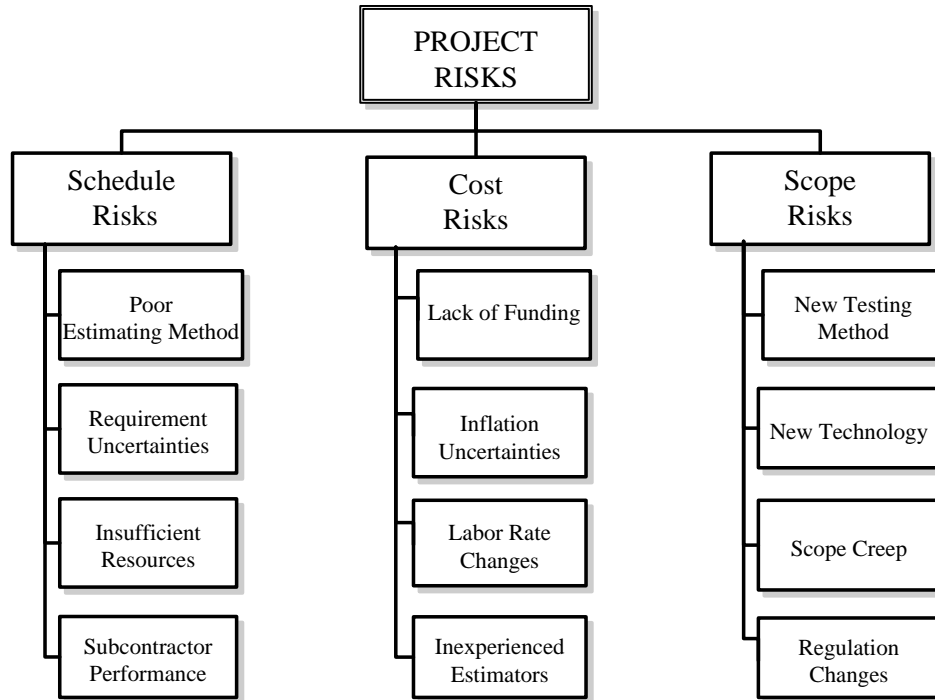 PROJECT
RISKS
Schedule
Risks
Poor
Estimating Method
Requirement
Uncertainties
Insufficient
Resources
Subcontractor
Performance
Cost
Risks
Lack of Funding
Inflation
Uncertainties
Labor Rate
Changes
Inexperienced
Estimators
Scope
Risks
New Testing
Method
New Technology
Scope Creep
Regulation
Changes